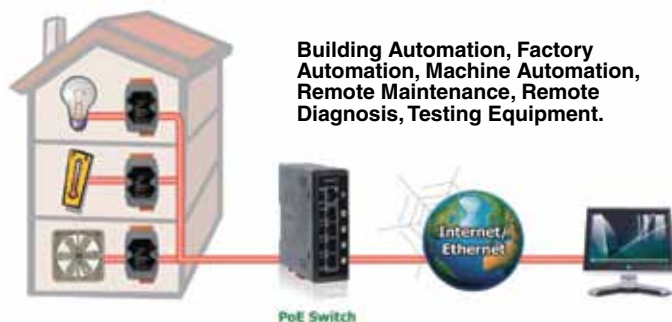 Building Automation, Factory
Automation, Machine Automation,
Remote Maintenance, Remote
Diagnosis, Testing Equipment.
Internet/
Ethernet
PoE Switch